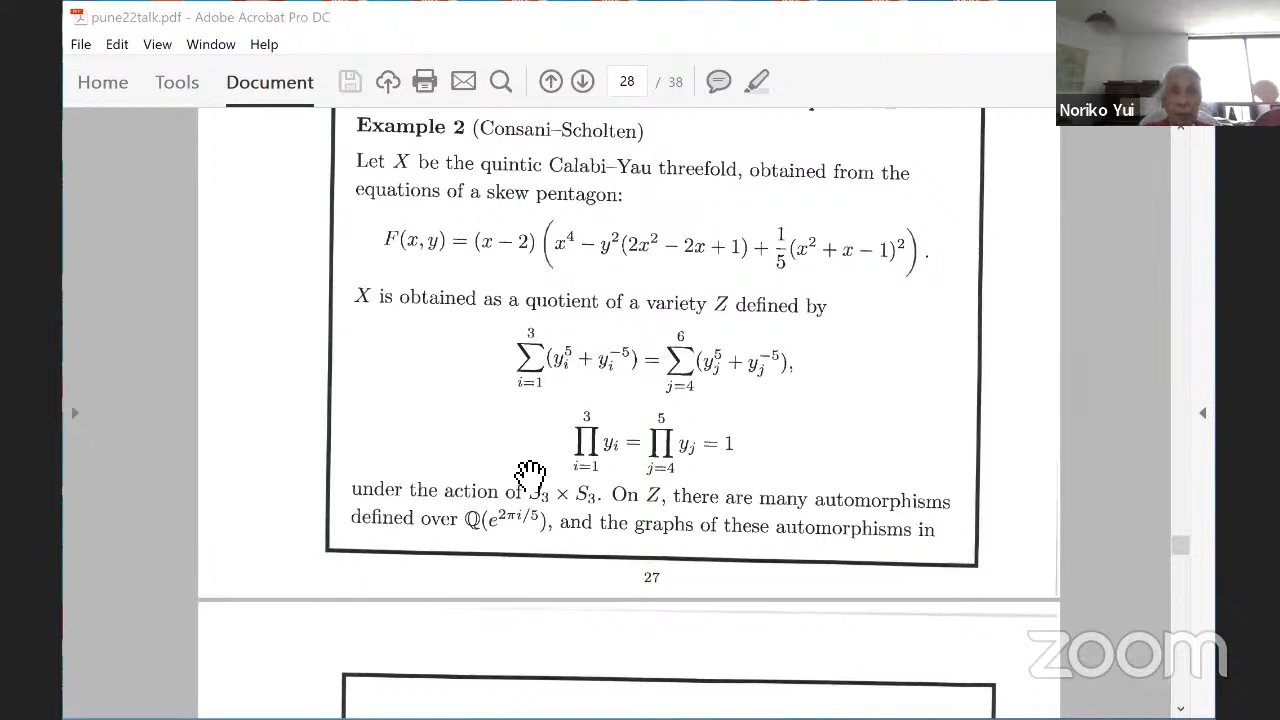 pune22talk.pdf - Adobe Acrobat Pro DC
File Edit View Window Help
Home Tools Document 28 / 38
Noriko Yui
Example 2 (Consani–Scholten)
Let X be the quintic Calabi–Yau threefold, obtained from the
equations of a skew pentagon:
F(x, y) = (x − 2) (x⁴ − y²(2x² − 2x + 1) + 1/5 (x² + x − 1)²).
X is obtained as a quotient of a variety Z defined by
∑_{i=1}^{3} (y_i^5 + y_i^{−5}) = ∑_{j=4}^{6} (y_j^5 + y_j^{−5}),
∏_{i=1}^{3} y_i = ∏_{j=4}^{5} y_j = 1
under the action of S₃ × S₃. On Z, there are many automorphisms
defined over ℚ(e^{2πi/5}), and the graphs of these automorphisms in
27
zoom